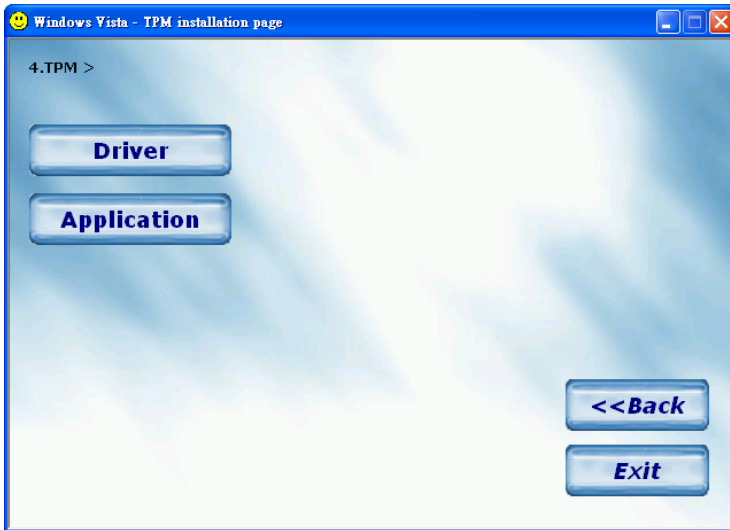 Windows Vista - TPM installation page
4.TPM >
Driver
Application
<<Back
Exit